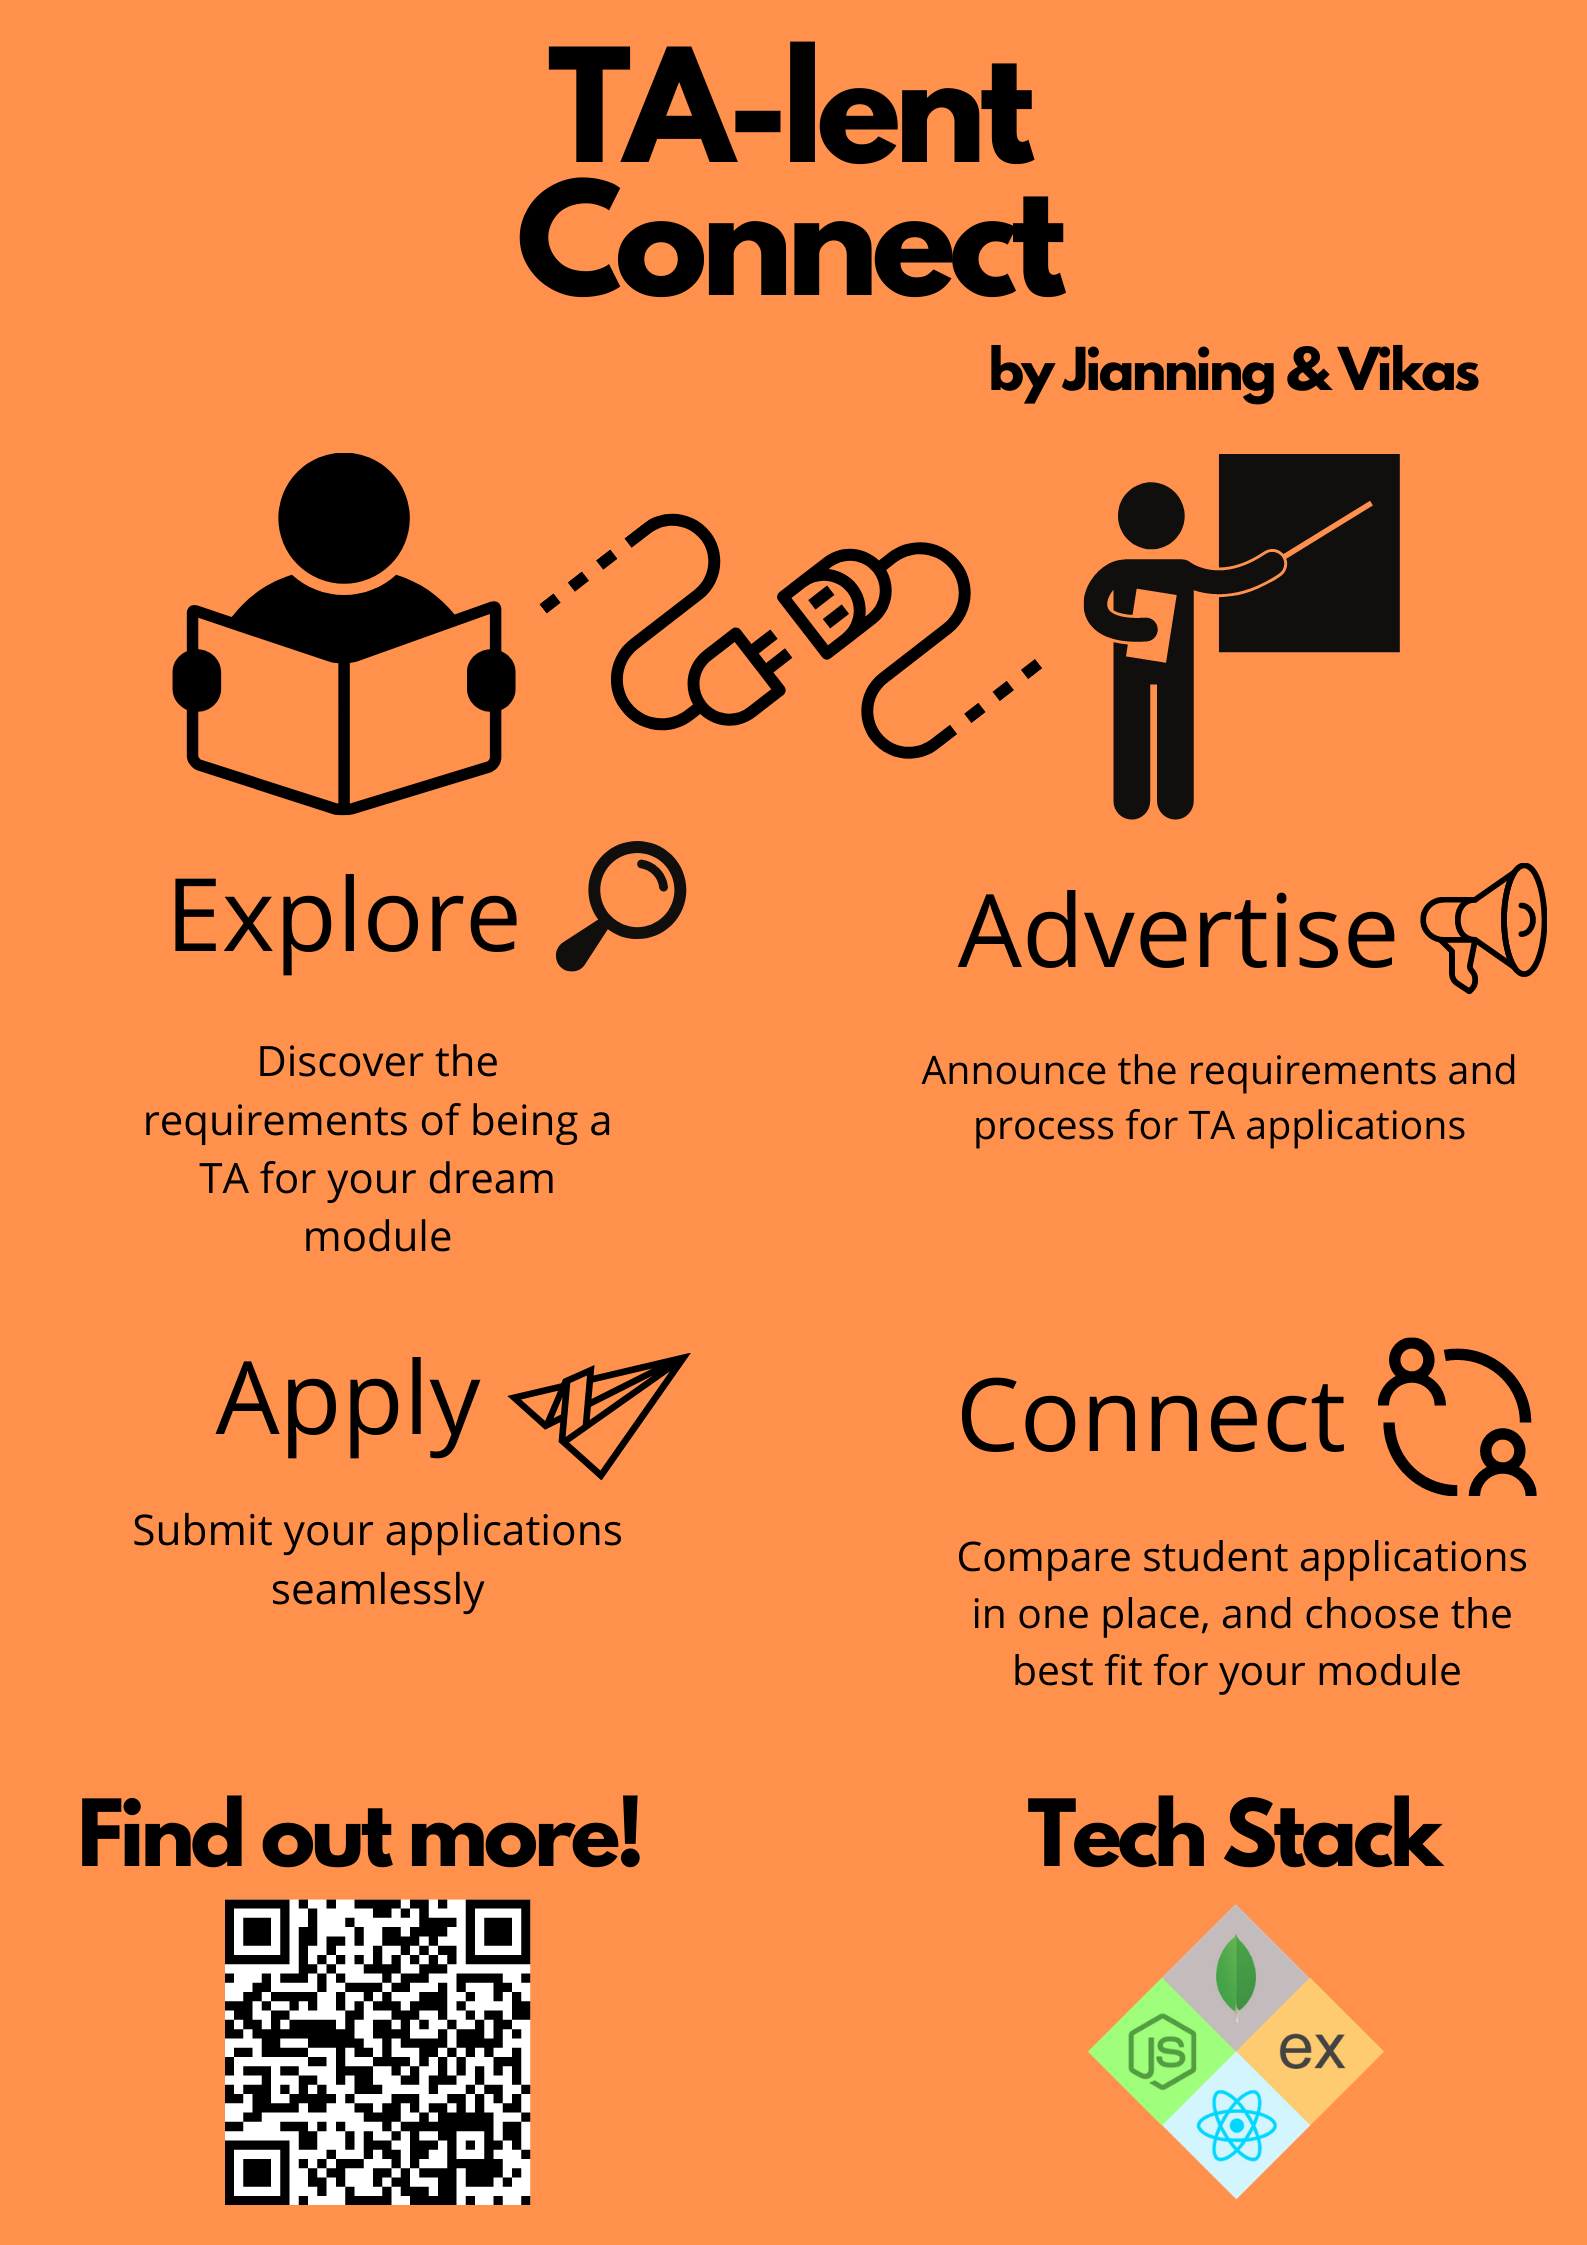 TA-lent
Connect
by Jianning & Vikas
Explore
Discover the
requirements of being a
TA for your dream
module
Advertise
Announce the requirements and
process for TA applications
Apply
Submit your applications
seamlessly
Connect
Compare student applications
in one place, and choose the
best fit for your module
Find out more!
Tech Stack
JS
ex